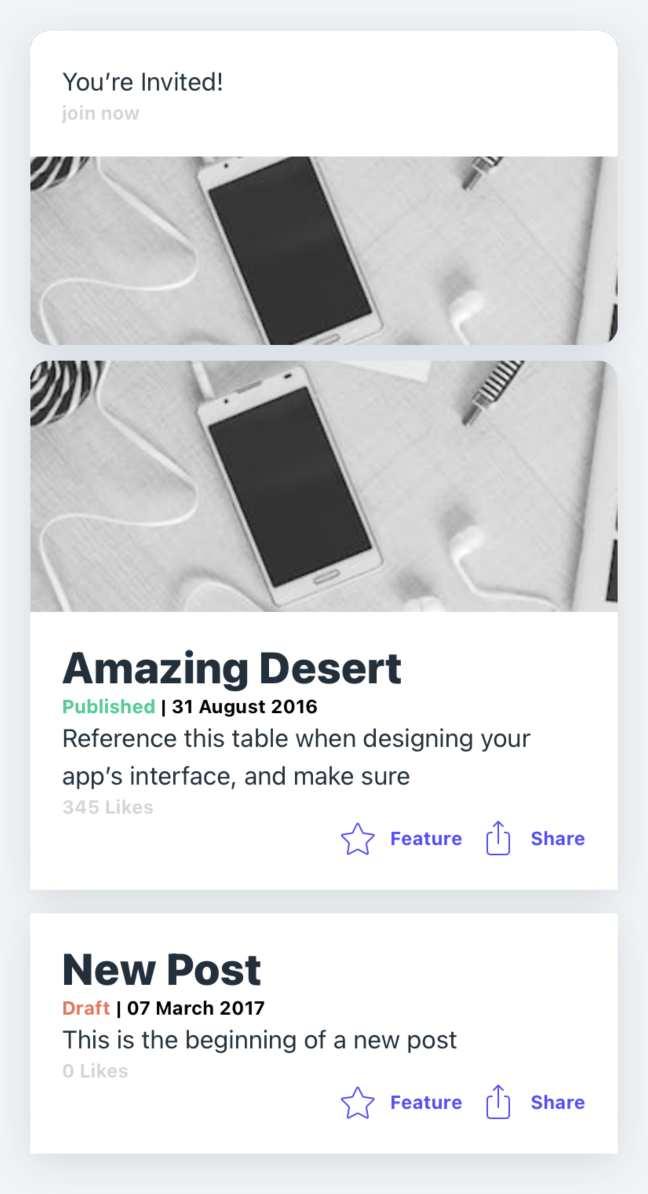 You’re Invited!
join now
Amazing Desert
Published | 31 August 2016
Reference this table when designing your
app’s interface, and make sure
345 Likes
Feature Share
New Post
Draft | 07 March 2017
This is the beginning of a new post
0 Likes
Feature Share